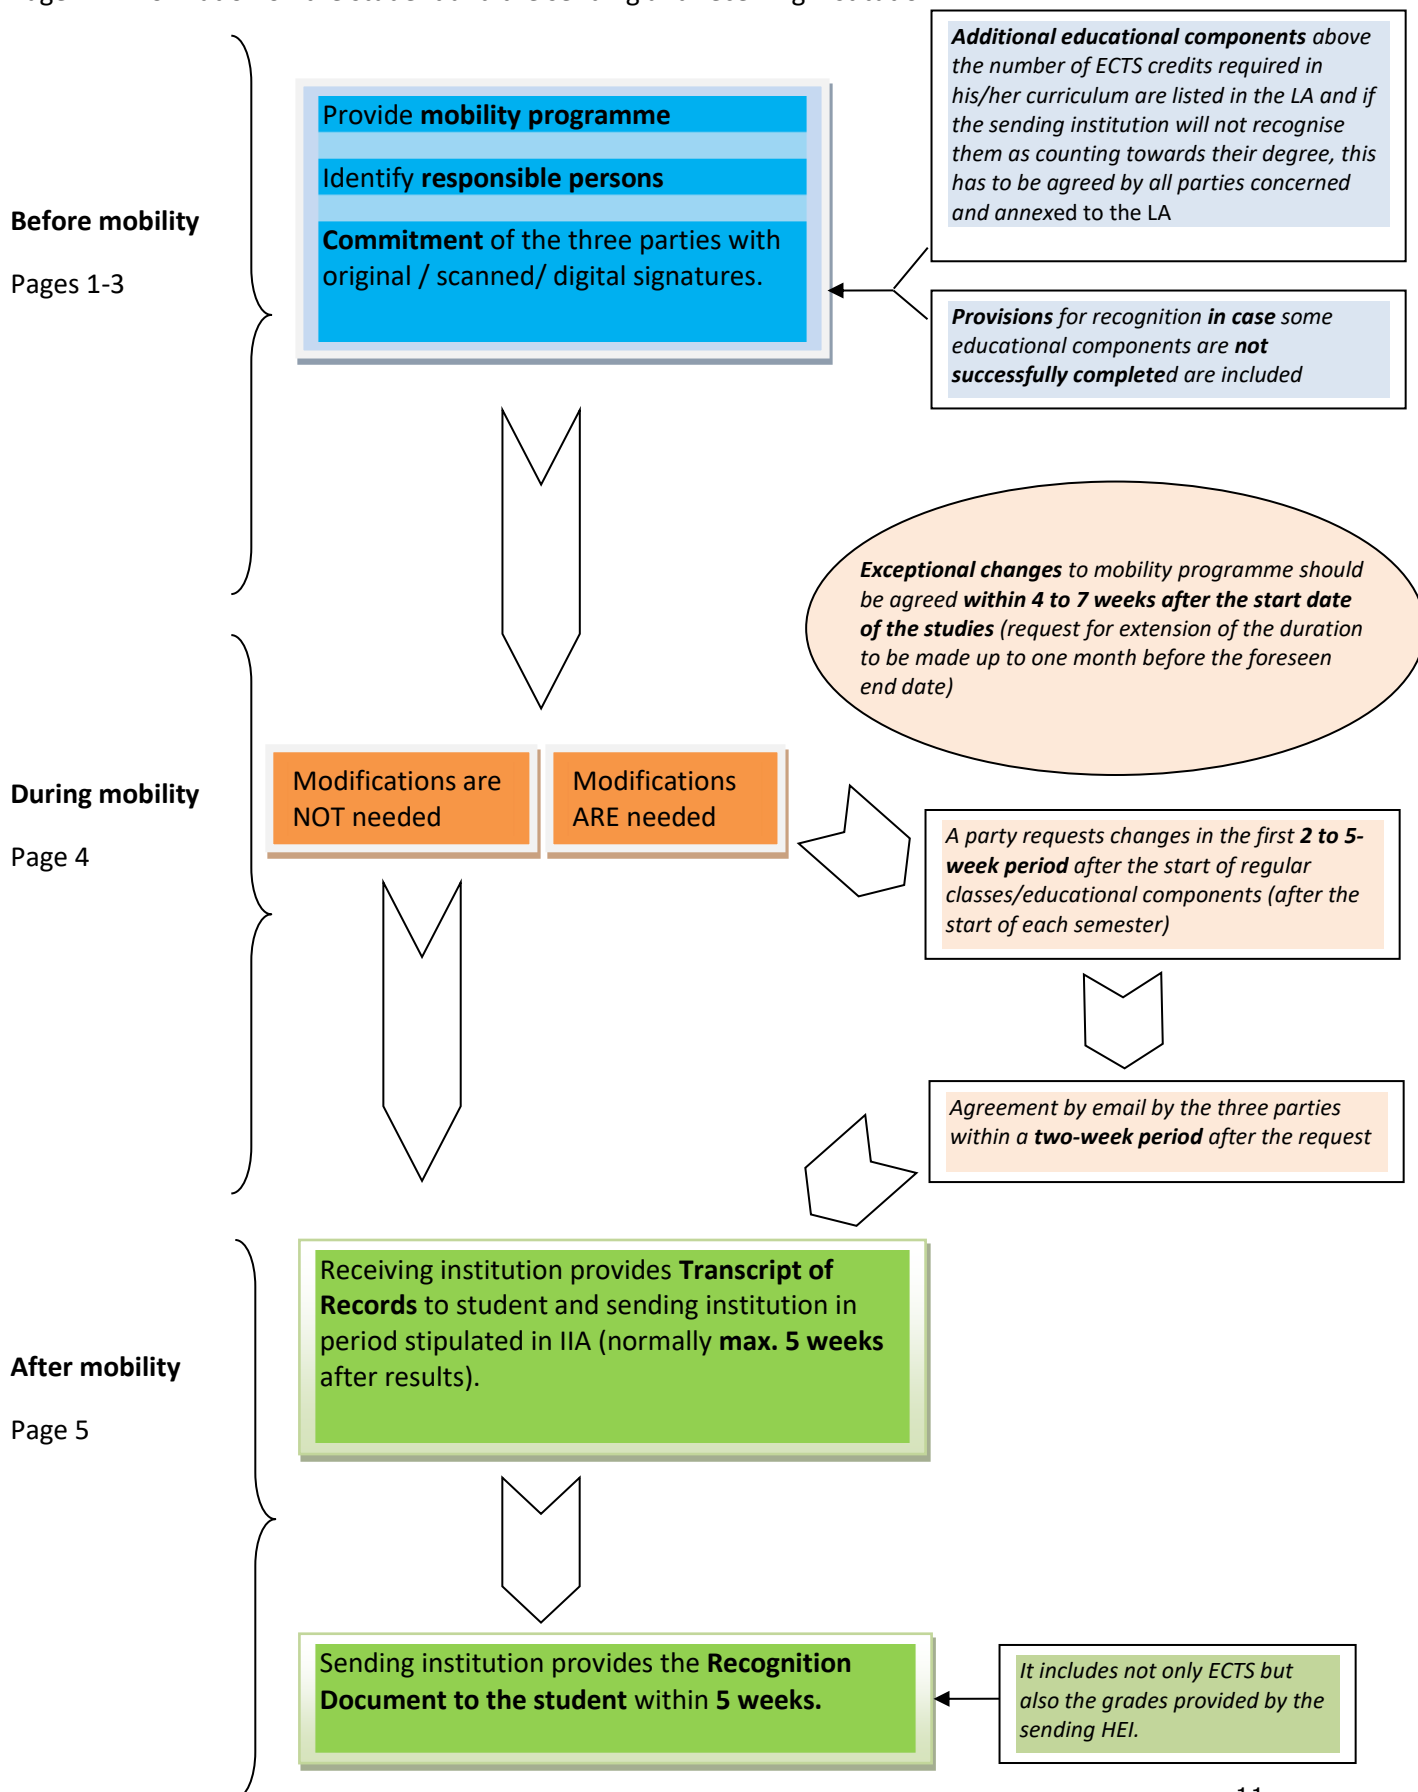 Additional educational components above
the number of ECTS credits required in
his/her curriculum are listed in the LA and if
the sending institution will not recognise
them as counting towards their degree, this
has to be agreed by all parties concerned
and annexed to the LA
Provide mobility programme
Identify responsible persons
Commitment of the three parties with
original / scanned/ digital signatures.
Before mobility
Pages 1-3
Provisions for recognition in case some
educational components are not
successfully completed are included
Exceptional changes to mobility programme should
be agreed within 4 to 7 weeks after the start date
of the studies (request for extension of the duration
to be made up to one month before the foreseen
end date)
During mobility
Page 4
Modifications are
NOT needed
Modifications
ARE needed
A party requests changes in the first 2 to 5-
week period after the start of regular
classes/educational components (after the
start of each semester)
Agreement by email by the three parties
within a two-week period after the request
After mobility
Page 5
Receiving institution provides Transcript of
Records to student and sending institution in
period stipulated in IIA (normally max. 5 weeks
after results).
Sending institution provides the Recognition
Document to the student within 5 weeks.
It includes not only ECTS but
also the grades provided by the
sending HEI.